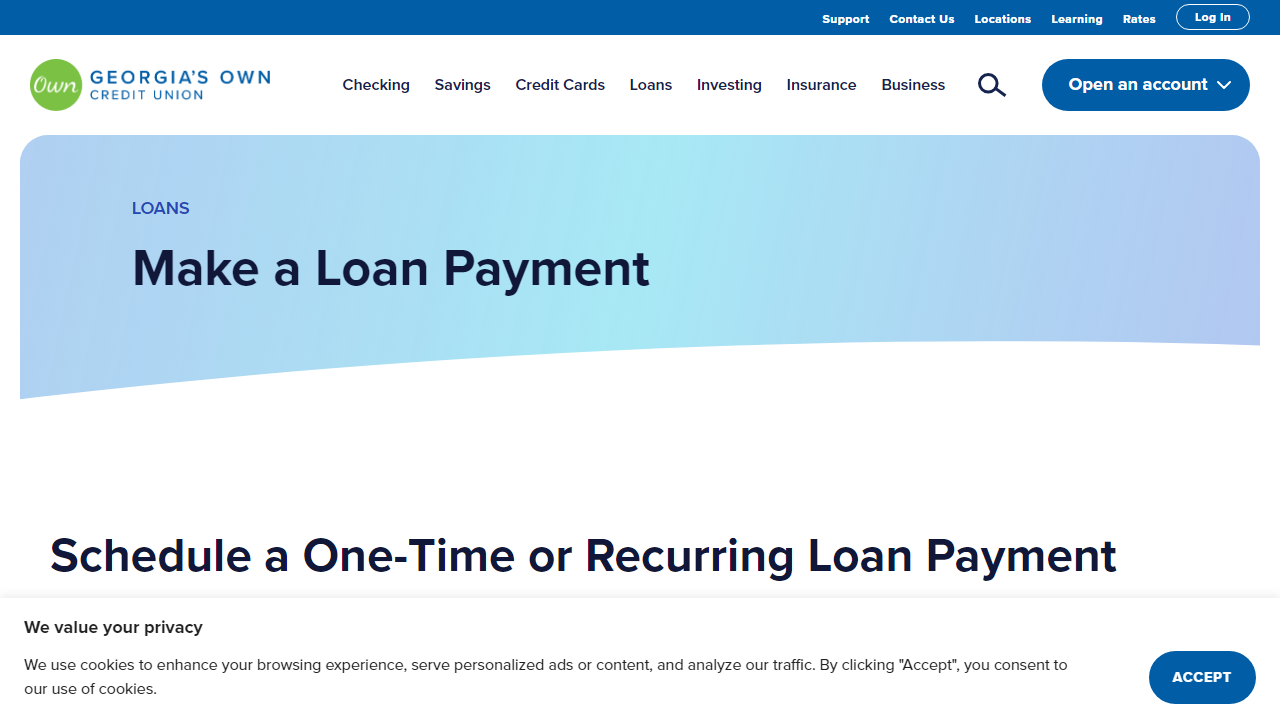 Support Contact Us Locations Learning Rates Log In
Own GEORGIA'S OWN
CREDIT UNION
Checking Savings Credit Cards Loans Investing Insurance Business Open an account
LOANS
Make a Loan Payment
Schedule a One-Time or Recurring Loan Payment
We value your privacy
We use cookies to enhance your browsing experience, serve personalized ads or content, and analyze our traffic. By clicking "Accept", you consent to
our use of cookies.
ACCEPT